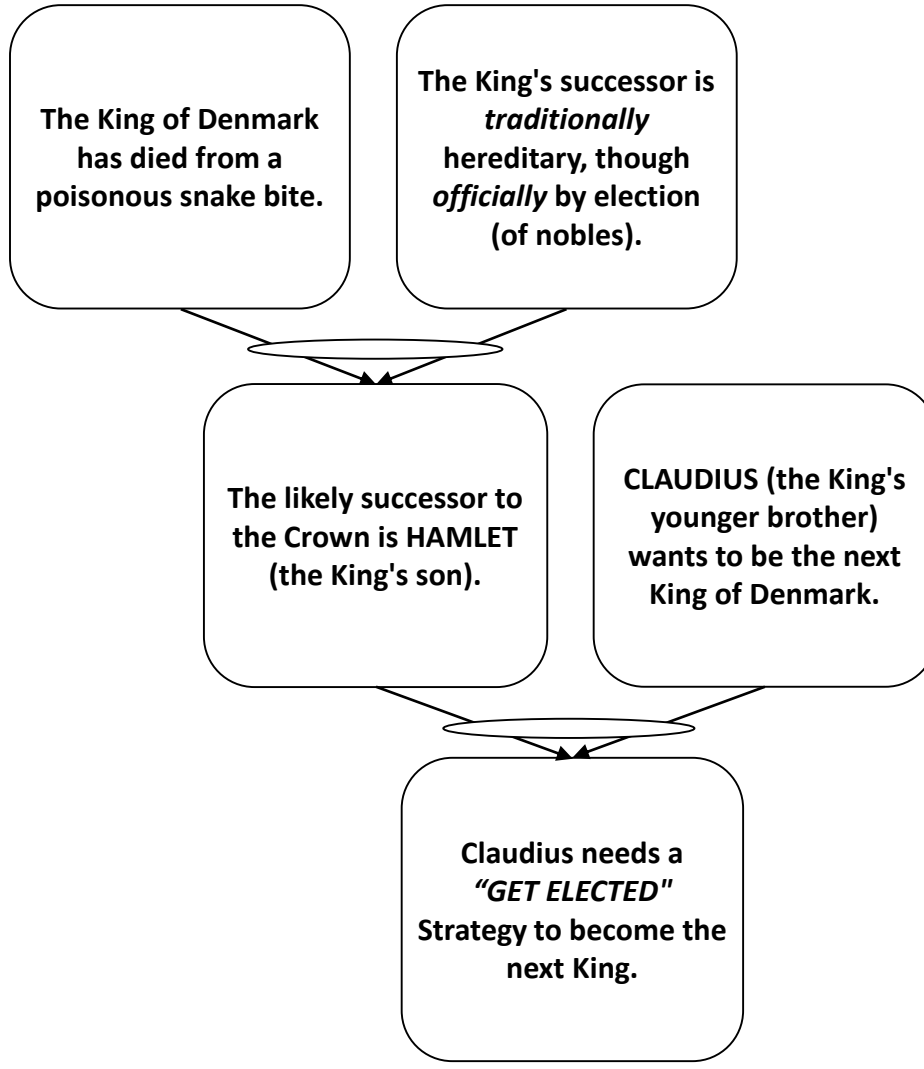 The King of Denmark
has died from a
poisonous snake bite.
The King's successor is
traditionally
hereditary, though
officially by election
(of nobles).
The likely successor to
the Crown is HAMLET
(the King's son).
CLAUDIUS (the King's
younger brother)
wants to be the next
King of Denmark.
Claudius needs a
“GET ELECTED"
Strategy to become the
next King.